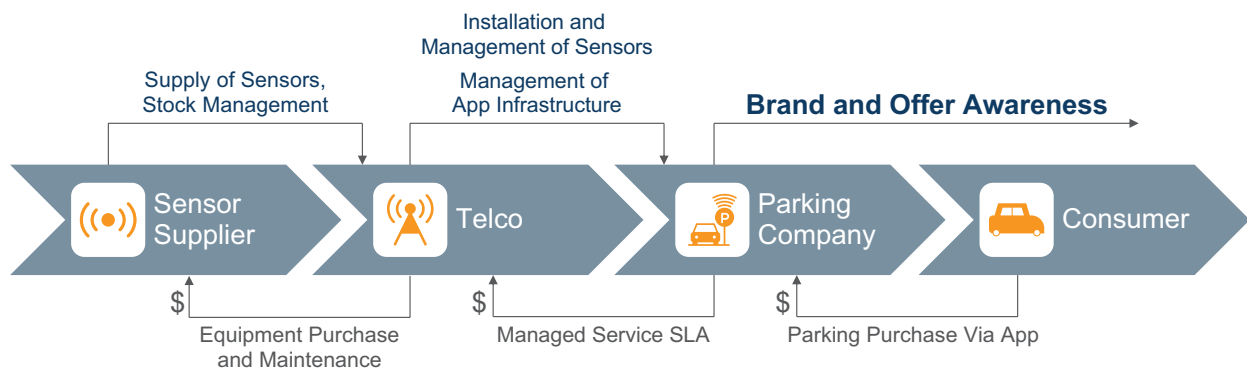 Installation and
Management of Sensors
Supply of Sensors,
Stock Management
Management of
App Infrastructure
Brand and Offer Awareness
Sensor
Supplier
Telco
P
Parking
Company
Consumer
$
Equipment Purchase
and Maintenance
$
Managed Service SLA
$
Parking Purchase Via App